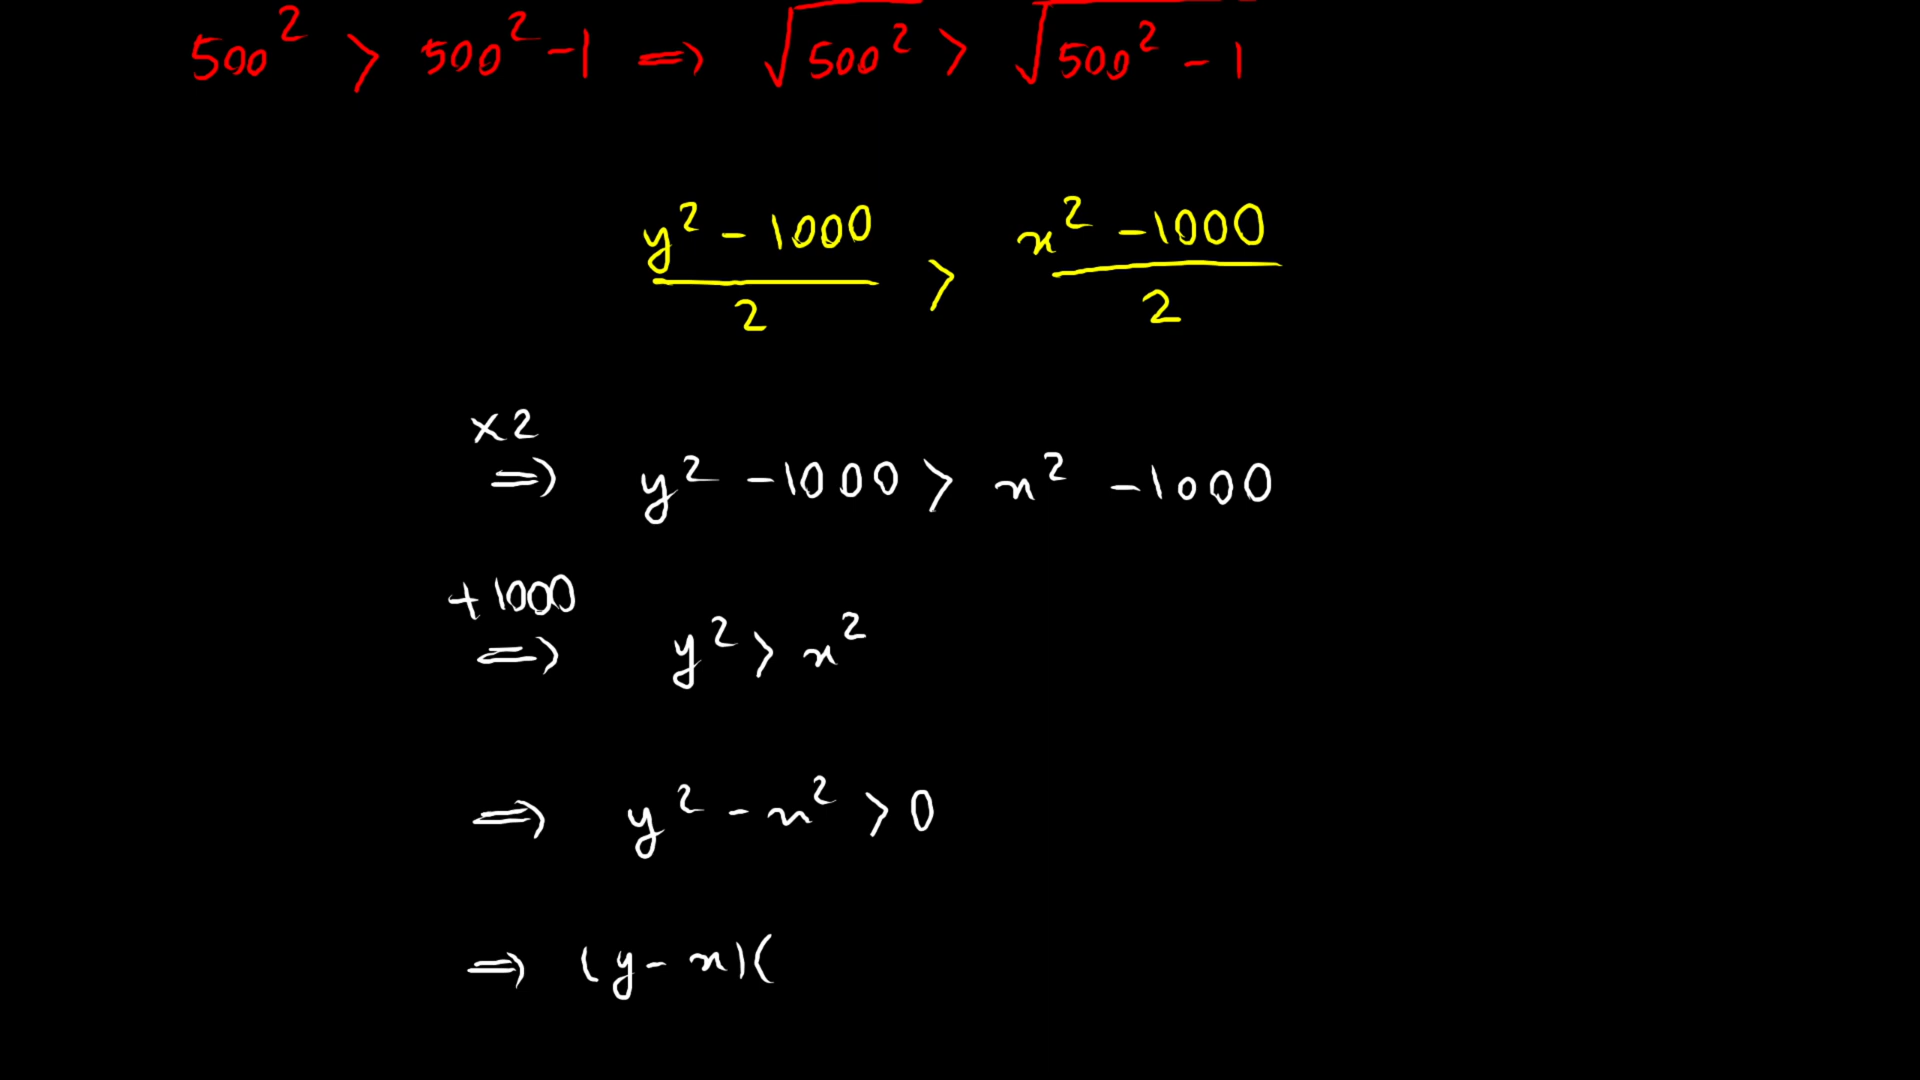 500² > 500² - 1 ⇒ √500² > √500² - 1
y² - 1000 / 2 > x² - 1000 / 2
×2
⇒ y² - 1000 > x² - 1000
+1000
⇒ y² > x²
⇒ y² - x² > 0
⇒ (y - x)(